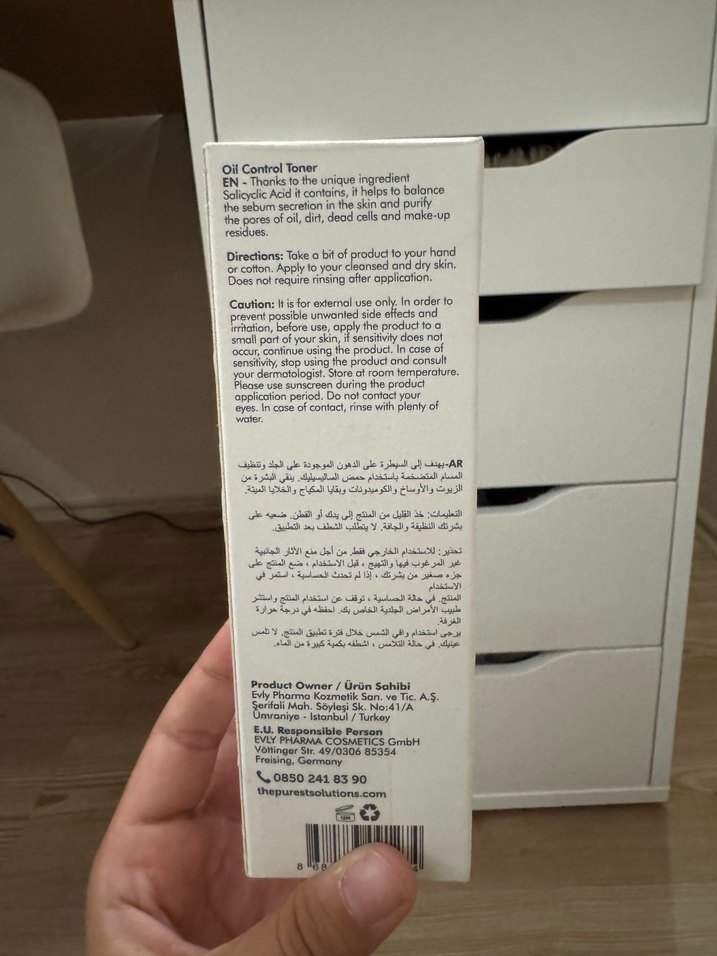 Oil Control Toner
EN - Thanks to the unique ingredient
Salicyclic Acid it contains, it helps to balance
the sebum secretion in the skin and purify
the pores of oil, dirt, dead cells and make-up
residues.
Directions: Take a bit of product to your hand
or cotton. Apply to your cleansed and dry skin.
Does not require rinsing after application.
Caution: It is for external use only. In order to
prevent possible unwanted side effects and
irritation, before use, apply the product to a
small part of your skin, if sensitivity does not
occur, continue using the product. In case of
sensitivity, stop using the product and consult
your dermatologist. Store at room temperature.
Please use sunscreen during the product
application period. Do not contact your
eyes. In case of contact, rinse with plenty of
water.
AR-يهدف إلى السيطرة على الدهون الموجودة على الجلد وتنظيف
المسام المتضخمة باستخدام حمض الساليسيليك. ينقي البشرة من
الزيوت والأوساخ والكوميدونات وبقايا المكياج والخلايا الميتة.
التعليمات: خذ القليل من المنتج إلى يدك أو القطن. ضعيه على
بشرتك النظيفة والجافة. لا يتطلب الشطف بعد التطبيق.
تحذير: للاستخدام الخارجي فقط. من أجل منع الآثار الجانبية
غير المرغوب فيها والتهيج ، قبل الاستخدام ، ضع المنتج على
جزء صغير من بشرتك ، إذا لم تحدث الحساسية ، استمر في
الاستخدام
المنتج. في حالة الحساسية ، توقف عن استخدام المنتج واستشر
طبيب الأمراض الجلدية الخاص بك. احفظه في درجة حرارة
الغرفة.
يرجى استخدام واقي الشمس خلال فترة تطبيق المنتج. لا تلمس
عينيك. في حالة التلامس ، اشطفه بكمية كبيرة من الماء.
Product Owner / Ürün Sahibi
Evly Pharma Kozmetik San. ve Tic. A.Ş.
Şerifali Mah. Söyleşi Sk. No:41/A
Ümraniye - Istanbul / Turkey
E.U. Responsible Person
EVLY PHARMA COSMETICS GmbH
Vöttinger Str. 49/0306 85354
Freising, Germany
0850 241 83 90
thepurestsolutions.com
12M
8 68
4